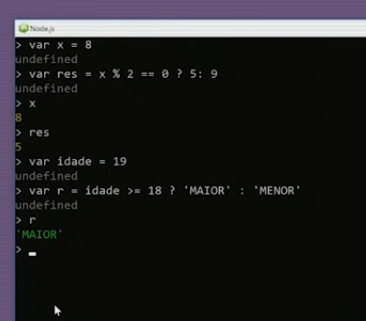 Node.js
> var x = 8
undefined
> var res = x % 2 == 0 ? 5: 9
undefined
> x
8
> res
5
> var idade = 19
undefined
> var r = idade >= 18 ? 'MAIOR' : 'MENOR'
undefined
> r
'MAIOR'
>